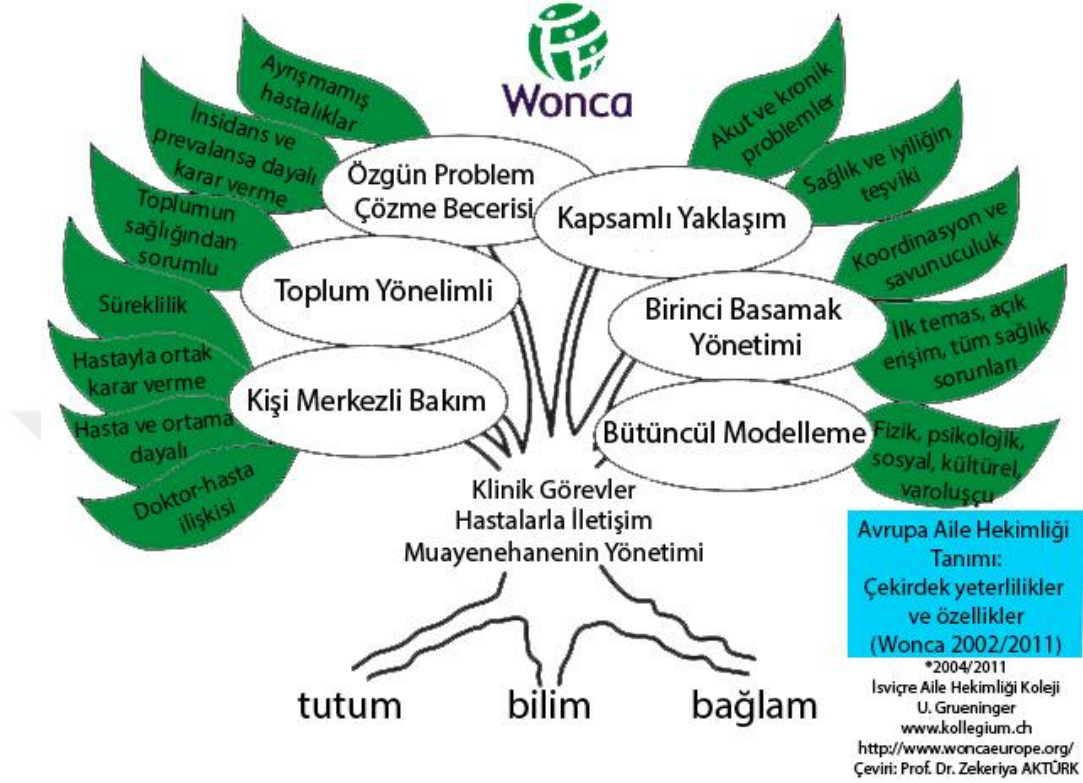 Wonca
Ayrışmamış
hastalıklar
İnsidans ve
prevalansa dayalı
karar verme
Toplumun
sağlığından
sorumlu
Süreklilik
Hastayla ortak
karar verme
Hasta ve ortama
dayalı
Doktor-hasta
ilişkisi
Özgün Problem
Çözme Becerisi
Toplum Yönelimli
Kişi Merkezli Bakım
Kapsamlı Yaklaşım
Birinci Basamak
Yönetimi
Bütüncül Modelleme
Akut ve kronik
problemler
Sağlık ve iyiliğin
teşviki
Koordinasyon ve
savunuculuk
İlk temas, açık
erişim, tüm sağlık
sorunları
Fizik, psikolojik,
sosyal, kültürel,
varoluşçu
Klinik Görevler
Hastalarla İletişim
Muayenehanenin Yönetimi
tutum
bilim
bağlam
Avrupa Aile Hekimliği
Tanımı:
Çekirdek yeterlilikler
ve özellikler
(Wonca 2002/2011)
*2004/2011
İsviçre Aile Hekimliği Koleji
U. Grueninger
www.kollegium.ch
http://www.woncaeurope.org/
Çeviri: Prof. Dr. Zekeriya AKTÜRK